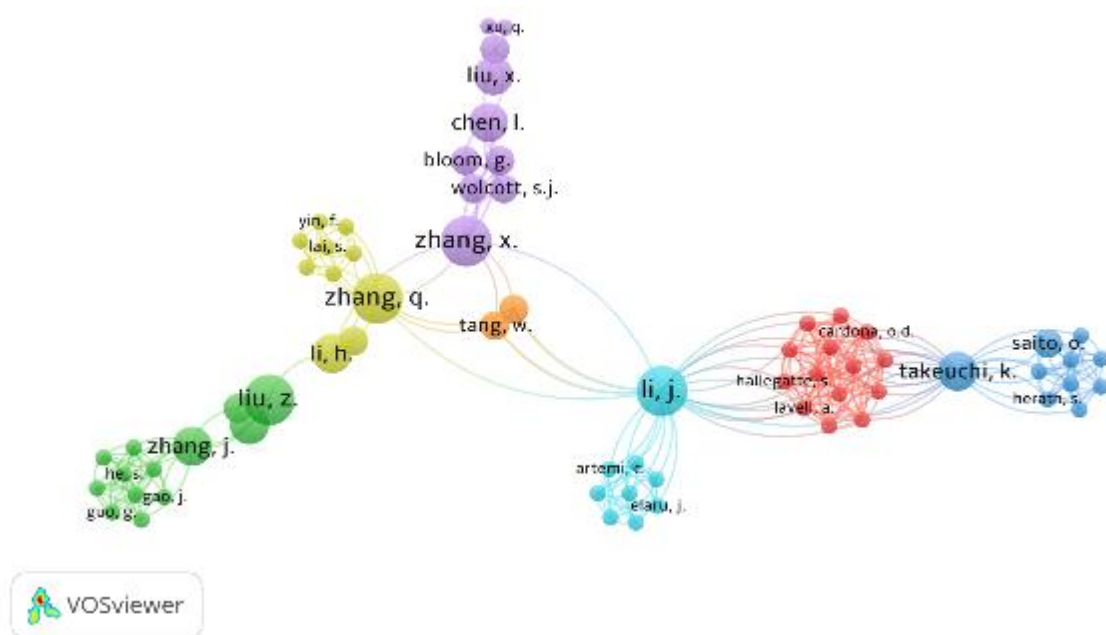 xu, q.
liu, x.
chen, l.
bloom, g.
wolcott, s.j.
zhang, x.
yin, f.
lai, s.
zhang, q.
tang, w.
li, h.
liu, z.
zhang, j.
he, s.
gao, j.
guo, g.
li, j.
artemi, c.
elaru, j.
cardona, o.d.
hallegatte, s.
lavell, a.
takeuchi, k.
saito, o.
herath, s.
VOSviewer